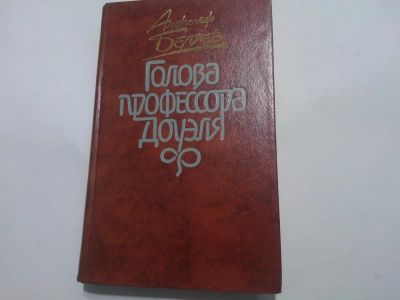 Александр
Беляев
Голова
профессора
Доуэля